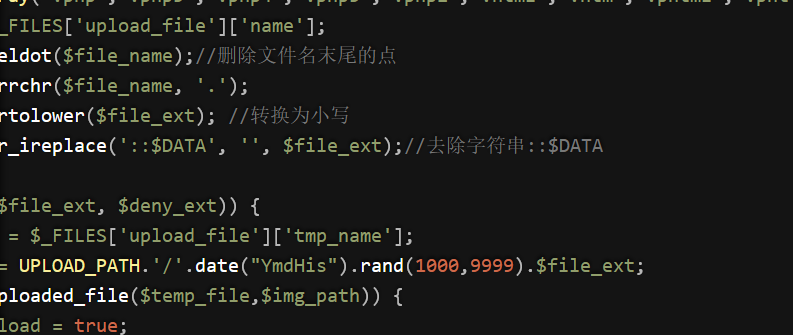 _FILES['upload_file']['name'];
eldot($file_name);//删除文件名末尾的点
rrchr($file_name, '.');
rtolower($file_ext); //转换为小写
r_ireplace('::$DATA', '', $file_ext);//去除字符串::$DATA
$file_ext, $deny_ext)) {
= $_FILES['upload_file']['tmp_name'];
= UPLOAD_PATH.'/'.date("YmdHis").rand(1000,9999).$file_ext;
ploaded_file($temp_file,$img_path)) {
load = true;